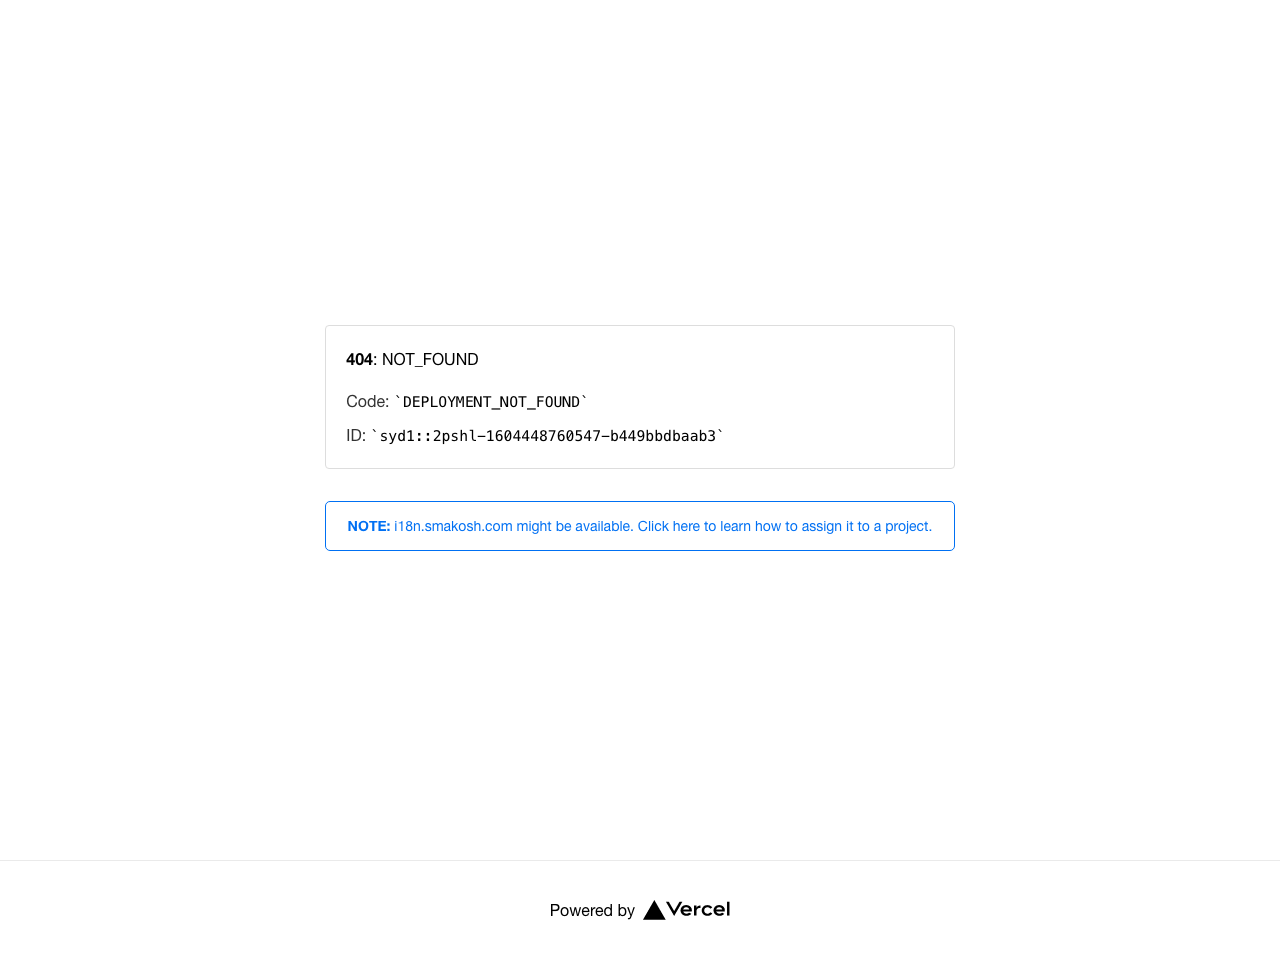 404: NOT_FOUND
Code: `DEPLOYMENT_NOT_FOUND`
ID: `syd1::2pshl-1604448760547-b449bbdbaab3`
NOTE: i18n.smakosh.com might be available. Click here to learn how to assign it to a project.
Powered by Vercel